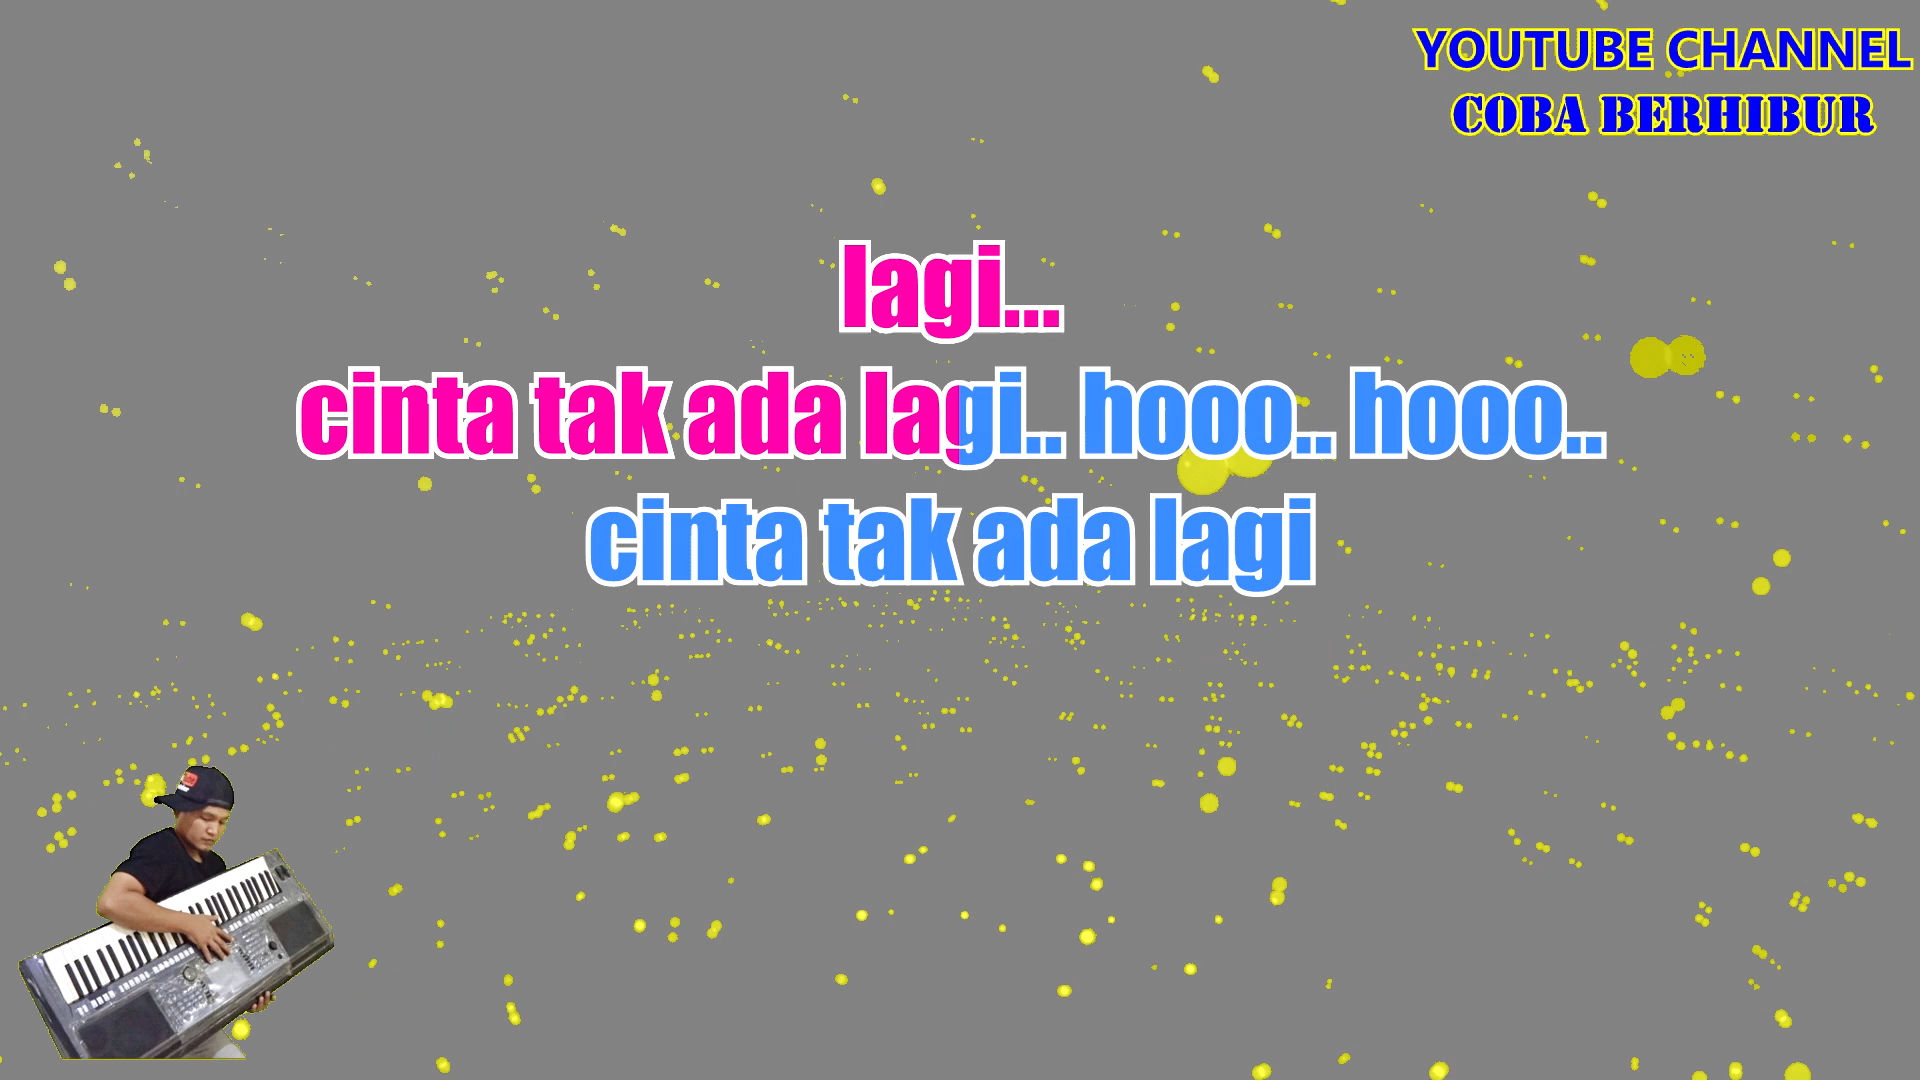 YOUTUBE CHANNEL
COBA BERHIBUR
lagi...
cinta tak ada lagi.. hooo.. hooo..
cinta tak ada lagi